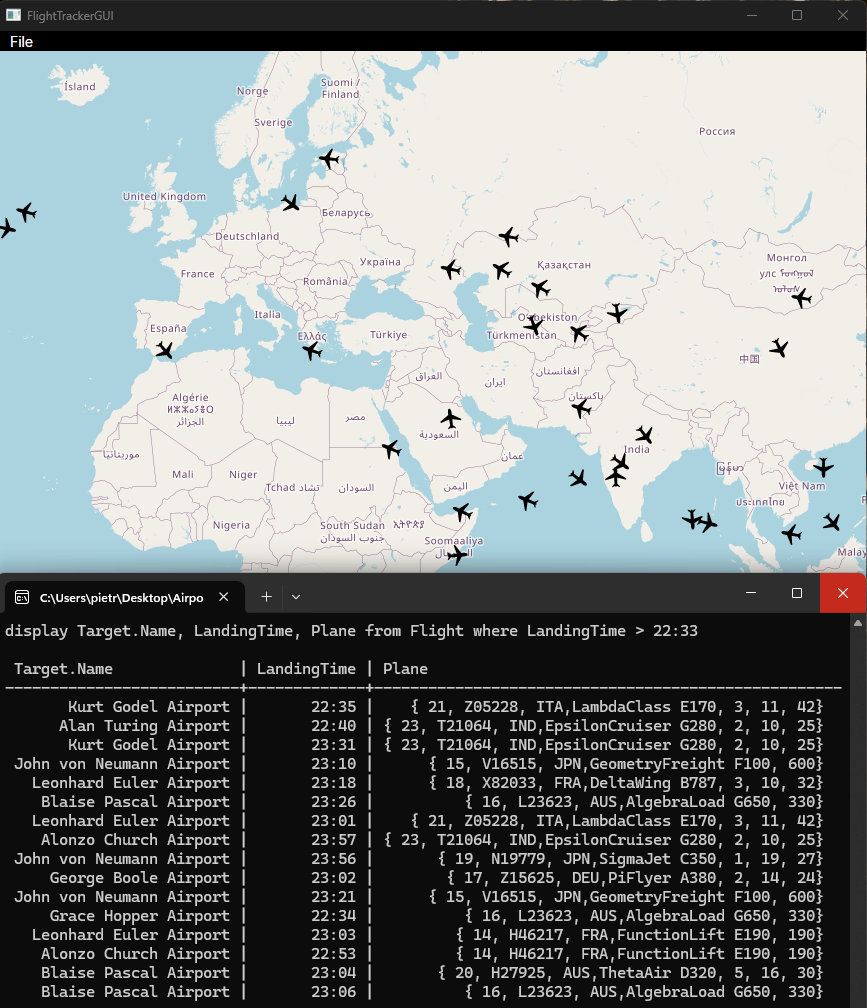 FlightTrackerGUI
File
Ísland
Norge
Suomi /
Finland
Sverige
Россия
United Kingdom
Беларусь
Deutschland
Україна
Қазақстан
Монгол
улс
France
România
Italia
Oʻzbekiston
España
Ελλάς
Türkiye
Türkmenistan
中国
العراق
ایران
افغانستان
Algérie
ⵍⵣⵣⴰⵢⴻⵔ
الجزائر
ليبيا
مصر
پاکستان
السعودية
India
موريتانيا
عمان
Mali
Niger
Tchad تشاد
السودان
اليمن
Việt Nam
ประเทศไทย
Nigeria
South Sudan
جنوب السودان
Soomaaliya
الصومال
Malay
C:\Users\pietr\Desktop\Airpo
display Target.Name, LandingTime, Plane from Flight where LandingTime > 22:33
Target.Name | LandingTime | Plane
Kurt Godel Airport | 22:35 | { 21, Z05228, ITA,LambdaClass E170, 3, 11, 42}
Alan Turing Airport | 22:40 | { 23, T21064, IND,EpsilonCruiser G280, 2, 10, 25}
Kurt Godel Airport | 23:31 | { 23, T21064, IND,EpsilonCruiser G280, 2, 10, 25}
John von Neumann Airport | 23:10 | { 15, V16515, JPN,GeometryFreight F100, 600}
Leonhard Euler Airport | 23:18 | { 18, X82033, FRA,DeltaWing B787, 3, 10, 32}
Blaise Pascal Airport | 23:26 | { 16, L23623, AUS,AlgebraLoad G650, 330}
Leonhard Euler Airport | 23:01 | { 21, Z05228, ITA,LambdaClass E170, 3, 11, 42}
Alonzo Church Airport | 23:57 | { 23, T21064, IND,EpsilonCruiser G280, 2, 10, 25}
John von Neumann Airport | 23:56 | { 19, N19779, JPN,SigmaJet C350, 1, 19, 27}
George Boole Airport | 23:02 | { 17, Z15625, DEU,PiFlyer A380, 2, 14, 24}
John von Neumann Airport | 23:21 | { 15, V16515, JPN,GeometryFreight F100, 600}
Grace Hopper Airport | 22:34 | { 16, L23623, AUS,AlgebraLoad G650, 330}
Leonhard Euler Airport | 23:03 | { 14, H46217, FRA,FunctionLift E190, 190}
Alonzo Church Airport | 22:53 | { 14, H46217, FRA,FunctionLift E190, 190}
Blaise Pascal Airport | 23:04 | { 20, H27925, AUS,ThetaAir D320, 5, 16, 30}
Blaise Pascal Airport | 23:06 | { 16, L23623, AUS,AlgebraLoad G650, 330}